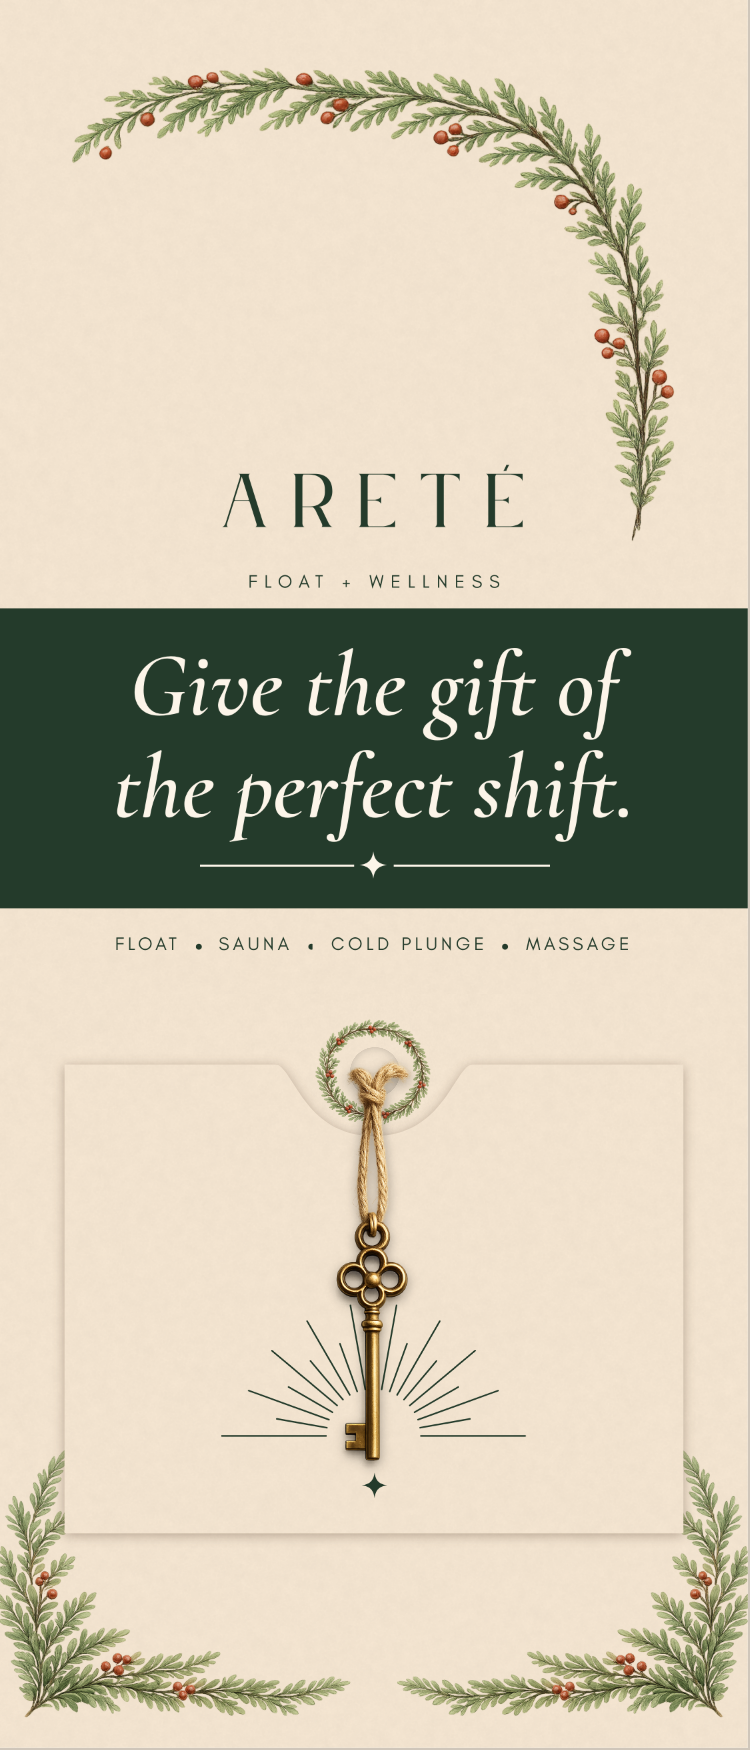 ARETÉ
FLOAT + WELLNESS
Give the gift of
the perfect shift.
FLOAT • SAUNA • COLD PLUNGE • MASSAGE